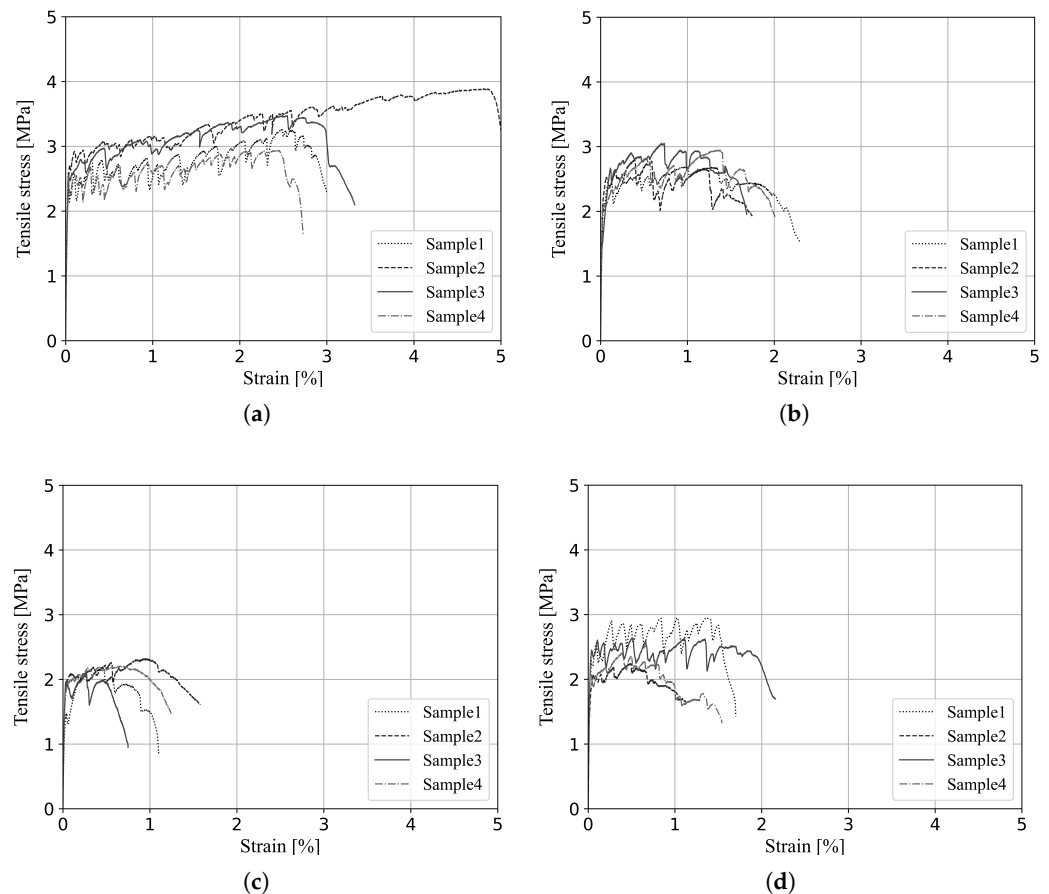 5
4
3
2
1
0
0 1 2 3 4 5
Tensile stress [MPa]
Strain [%]
Sample1
Sample2
Sample3
Sample4
(a)
5
4
3
2
1
0
0 1 2 3 4 5
Tensile stress [MPa]
Strain [%]
Sample1
Sample2
Sample3
Sample4
(b)
5
4
3
2
1
0
0 1 2 3 4 5
Tensile stress [MPa]
Strain [%]
Sample1
Sample2
Sample3
Sample4
(c)
5
4
3
2
1
0
0 1 2 3 4 5
Tensile stress [MPa]
Strain [%]
Sample1
Sample2
Sample3
Sample4
(d)